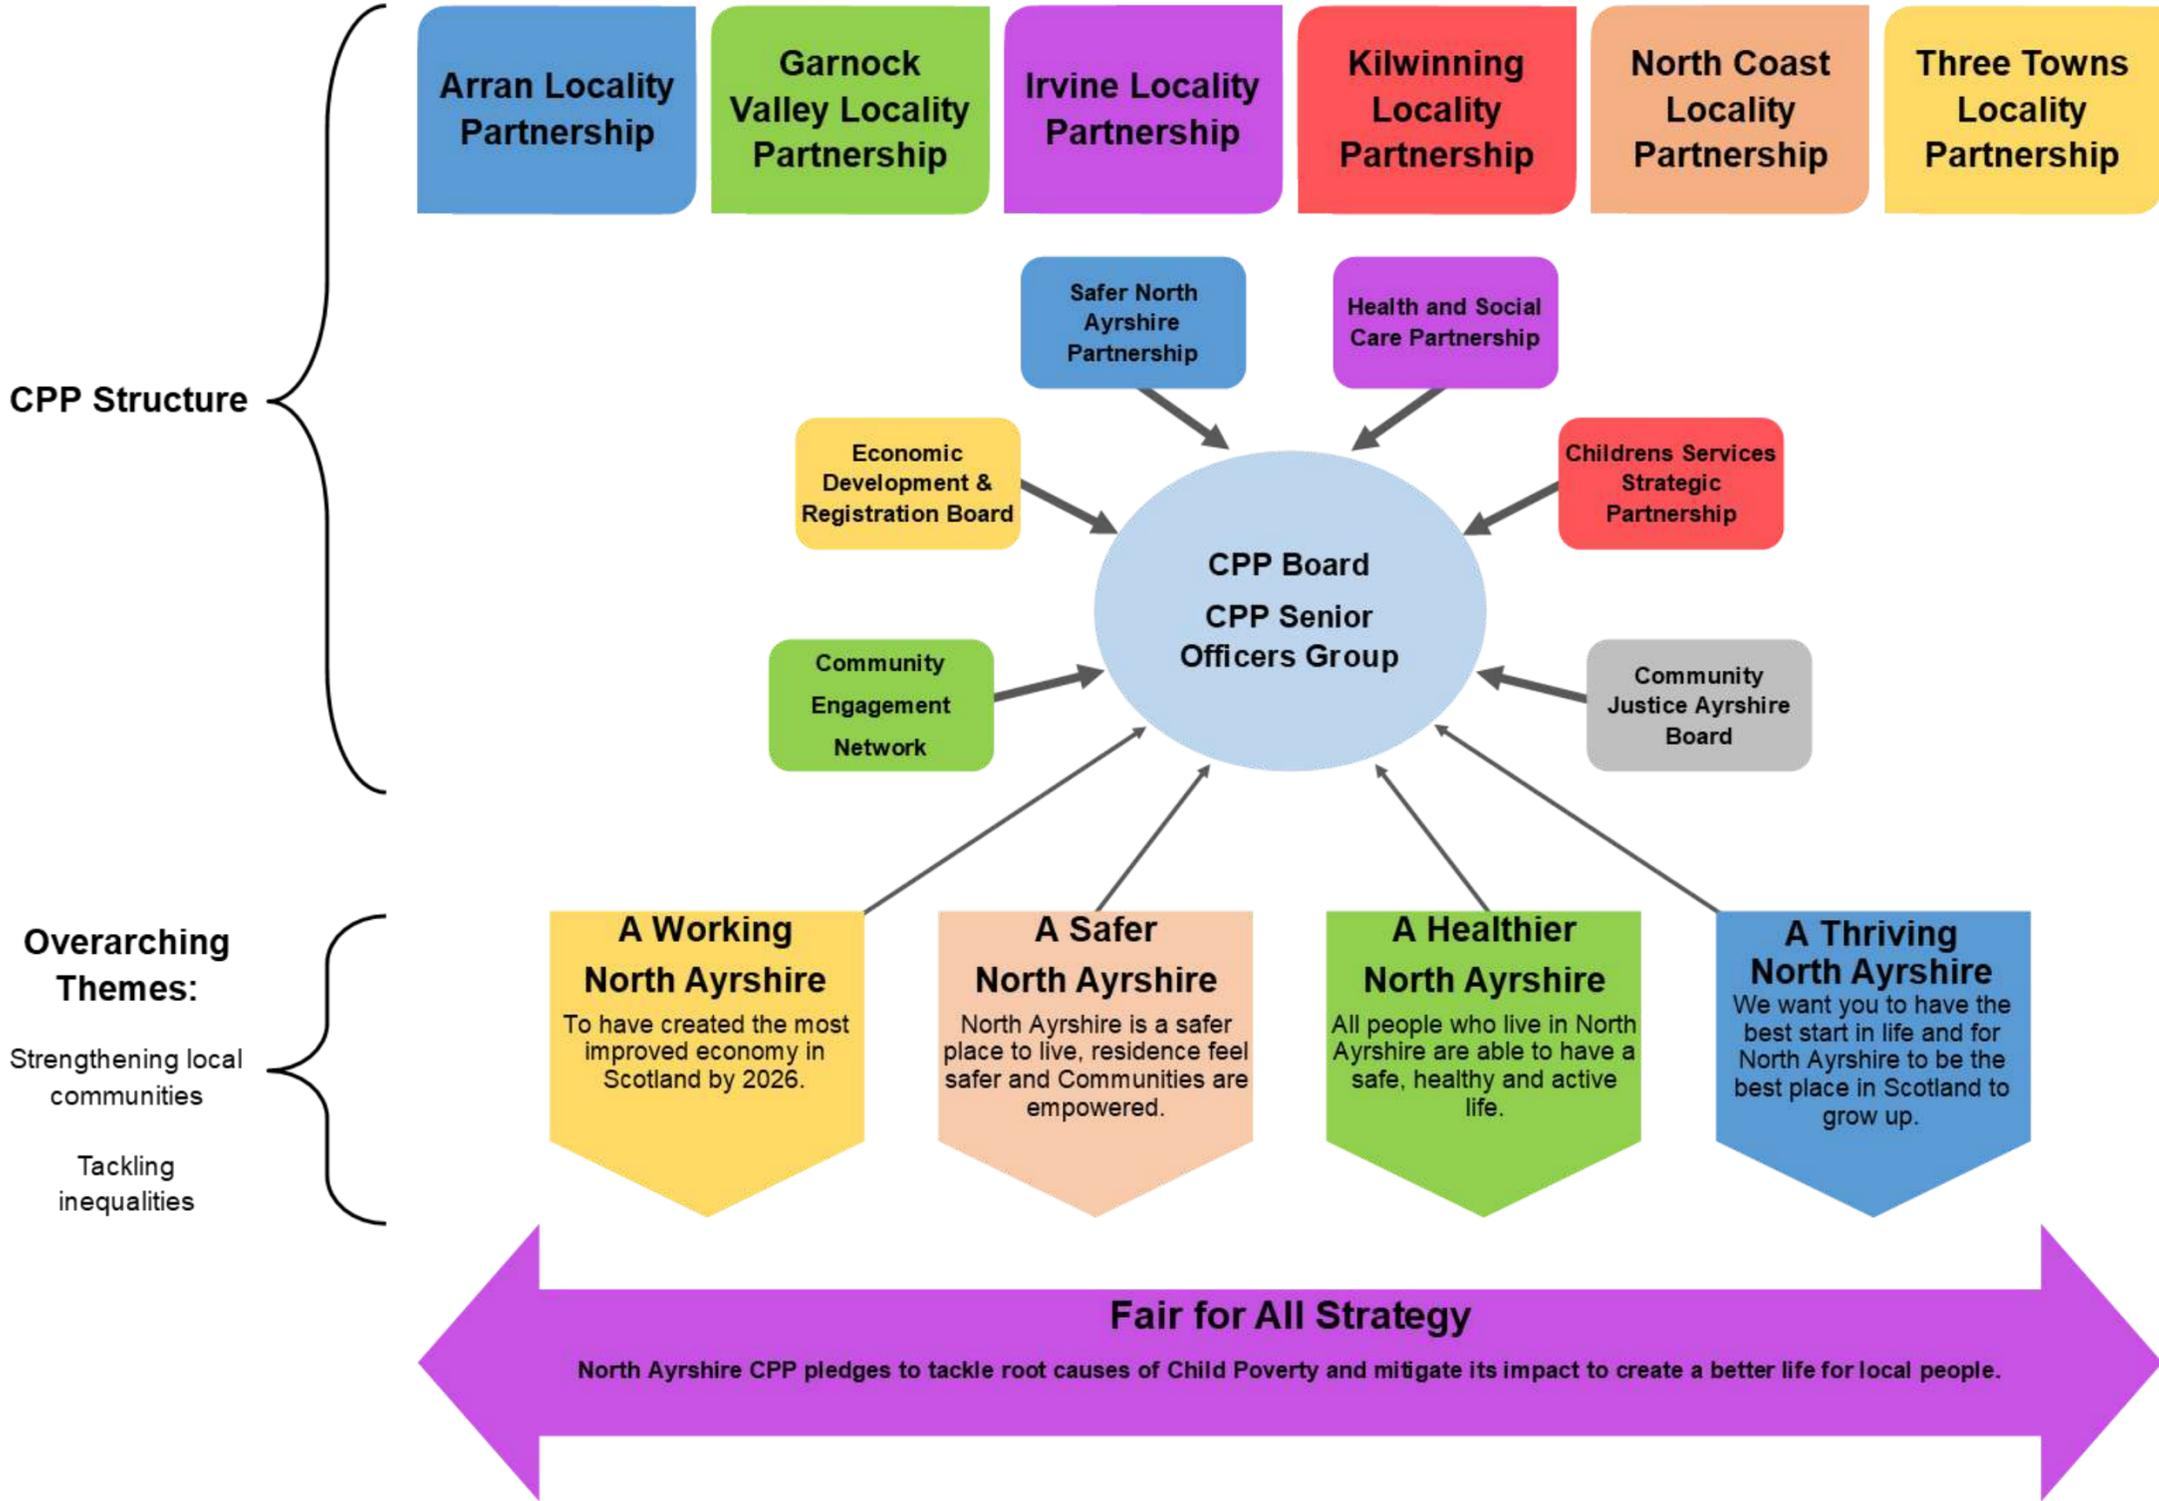 Arran Locality
Partnership
Garnock
Valley Locality
Partnership
Irvine Locality
Partnership
Kilwinning
Locality
Partnership
North Coast
Locality
Partnership
Three Towns
Locality
Partnership
CPP Structure
Safer North
Ayrshire
Partnership
Health and Social
Care Partnership
Economic
Development &
Registration Board
Childrens Services
Strategic
Partnership
CPP Board
CPP Senior
Officers Group
Community
Engagement
Network
Community
Justice Ayrshire
Board
Overarching
Themes:
Strengthening local
communities
Tackling
inequalities
A Working
North Ayrshire
To have created the most
improved economy in
Scotland by 2026.
A Safer
North Ayrshire
North Ayrshire is a safer
place to live, residence feel
safer and Communities are
empowered.
A Healthier
North Ayrshire
All people who live in North
Ayrshire are able to have a
safe, healthy and active
life.
A Thriving
North Ayrshire
We want you to have the
best start in life and for
North Ayrshire to be the
best place in Scotland to
grow up.
Fair for All Strategy
North Ayrshire CPP pledges to tackle root causes of Child Poverty and mitigate its impact to create a better life for local people.